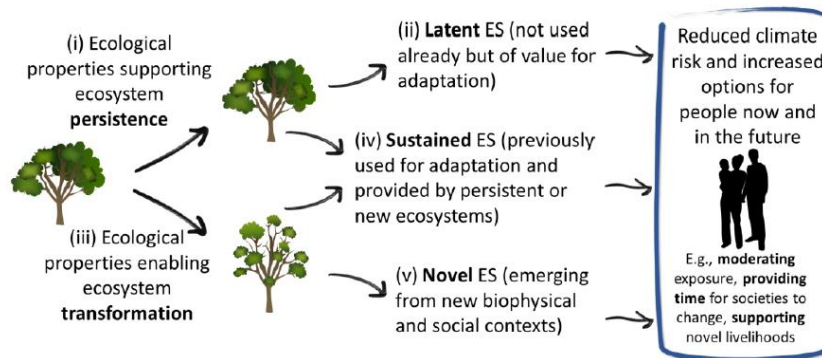 (i) Ecological
properties supporting
ecosystem
persistence
(iii) Ecological
properties enabling
ecosystem
transformation
(ii) Latent ES (not used
already but of value for
adaptation)
(iv) Sustained ES (previously
used for adaptation and
provided by persistent or
new ecosystems)
(v) Novel ES (emerging
from new biophysical
and social contexts)
Reduced climate
risk and increased
options for
people now and
in the future
E.g., moderating
exposure, providing
time for societies to
change, supporting
novel livelihoods